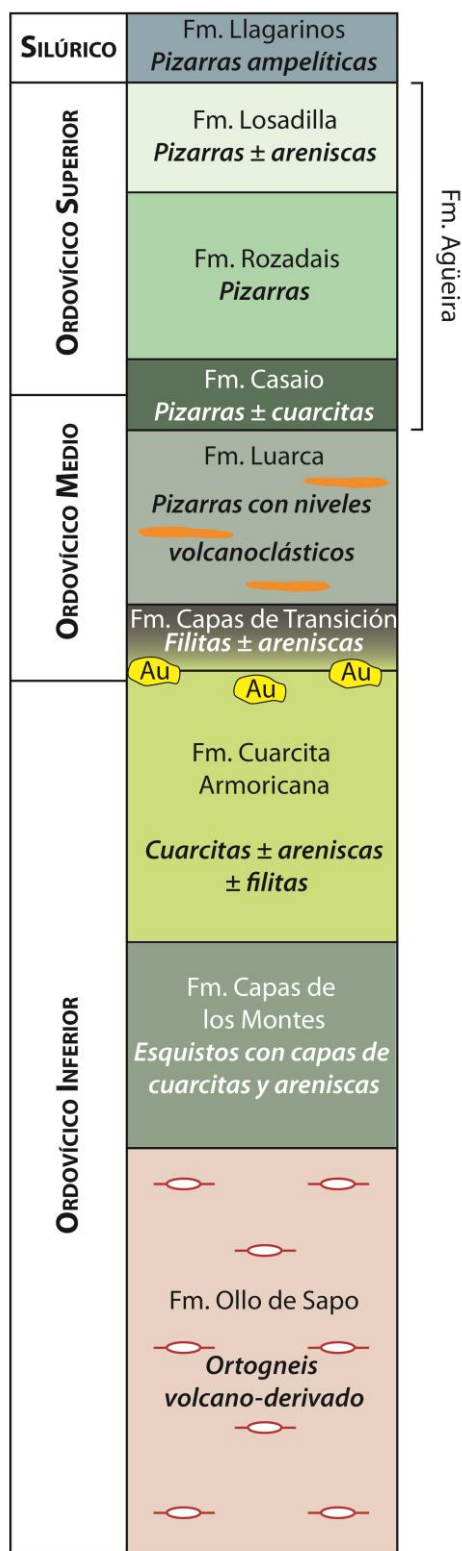 SILÚRICO
Fm. Llagarinos
Pizarras ampelíticas
ORDOVÍCICO SUPERIOR
Fm. Losadilla
Pizarras ± areniscas
Fm. Rozadais
Pizarras
Fm. Casaio
Pizarras ± cuarcitas
Fm. Agüeira
ORDOVÍCICO MEDIO
Fm. Luarca
Pizarras con niveles
volcanoclásticos
Fm. Capas de Transición
Filitas ± areniscas
Au
Au
Au
ORDOVÍCICO INFERIOR
Fm. Cuarcita
Armoricana
Cuarcitas ± areniscas
± filitas
Fm. Capas de
los Montes
Esquistos con capas de
cuarcitas y areniscas
Fm. Ollo de Sapo
Ortogneis
volcano-derivado